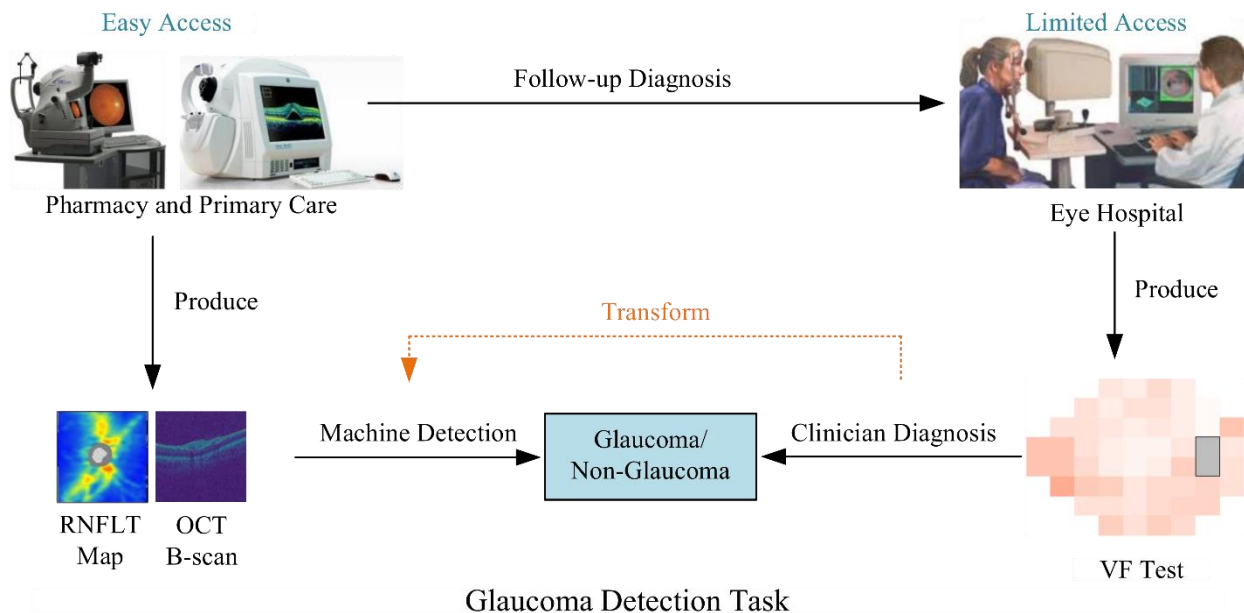 Easy Access
Limited Access
Follow-up Diagnosis
Pharmacy and Primary Care
Eye Hospital
Produce
Produce
Transform
Machine Detection
Glaucoma/
Non-Glaucoma
Clinician Diagnosis
RNFLT
Map
OCT
B-scan
VF Test
Glaucoma Detection Task